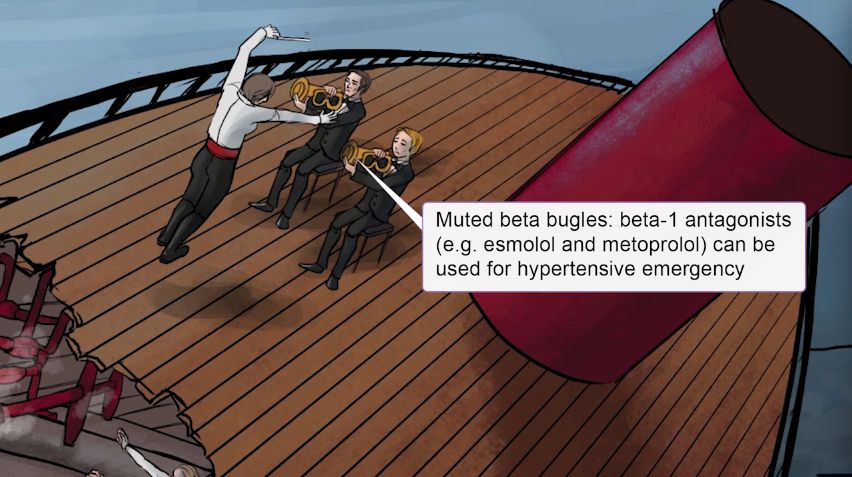 Muted beta bugles: beta-1 antagonists
(e.g. esmolol and metoprolol) can be
used for hypertensive emergency